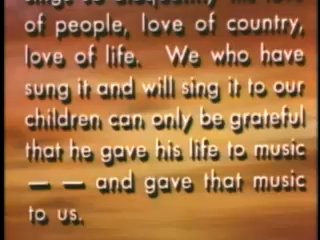 of people, love of country,
love of life. We who have
sung it and will sing it to our
children can only be grateful
that he gave his life to music
— — and gave that music
to us.